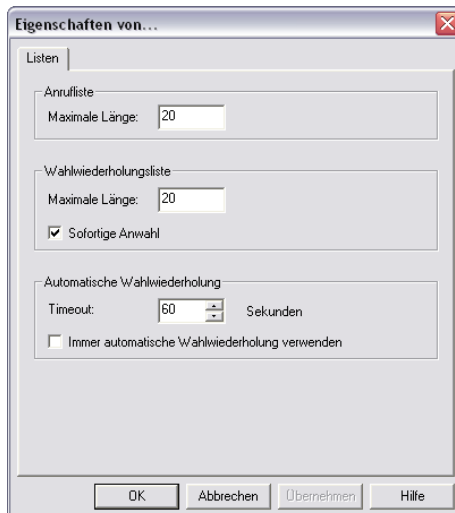 Eigenschaften von...
Listen
Anrufliste
Maximale Länge: 20
Wahlwiederholungsliste
Maximale Länge: 20
Sofortige Anwahl
Automatische Wahlwiederholung
Timeout: 60 Sekunden
Immer automatische Wahlwiederholung verwenden
OK Abbrechen Übernehmen Hilfe